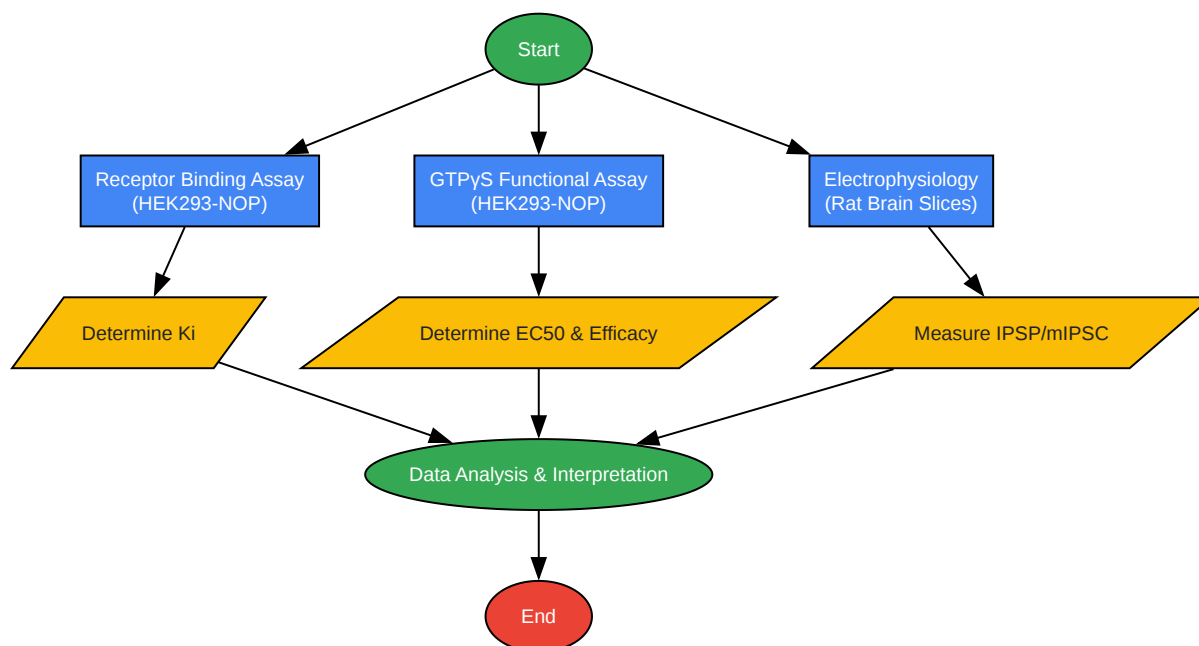 Start
Receptor Binding Assay
(HEK293-NOP)
GTPγS Functional Assay
(HEK293-NOP)
Electrophysiology
(Rat Brain Slices)
Determine Ki
Determine EC50 & Efficacy
Measure IPSP/mIPSC
Data Analysis & Interpretation
End